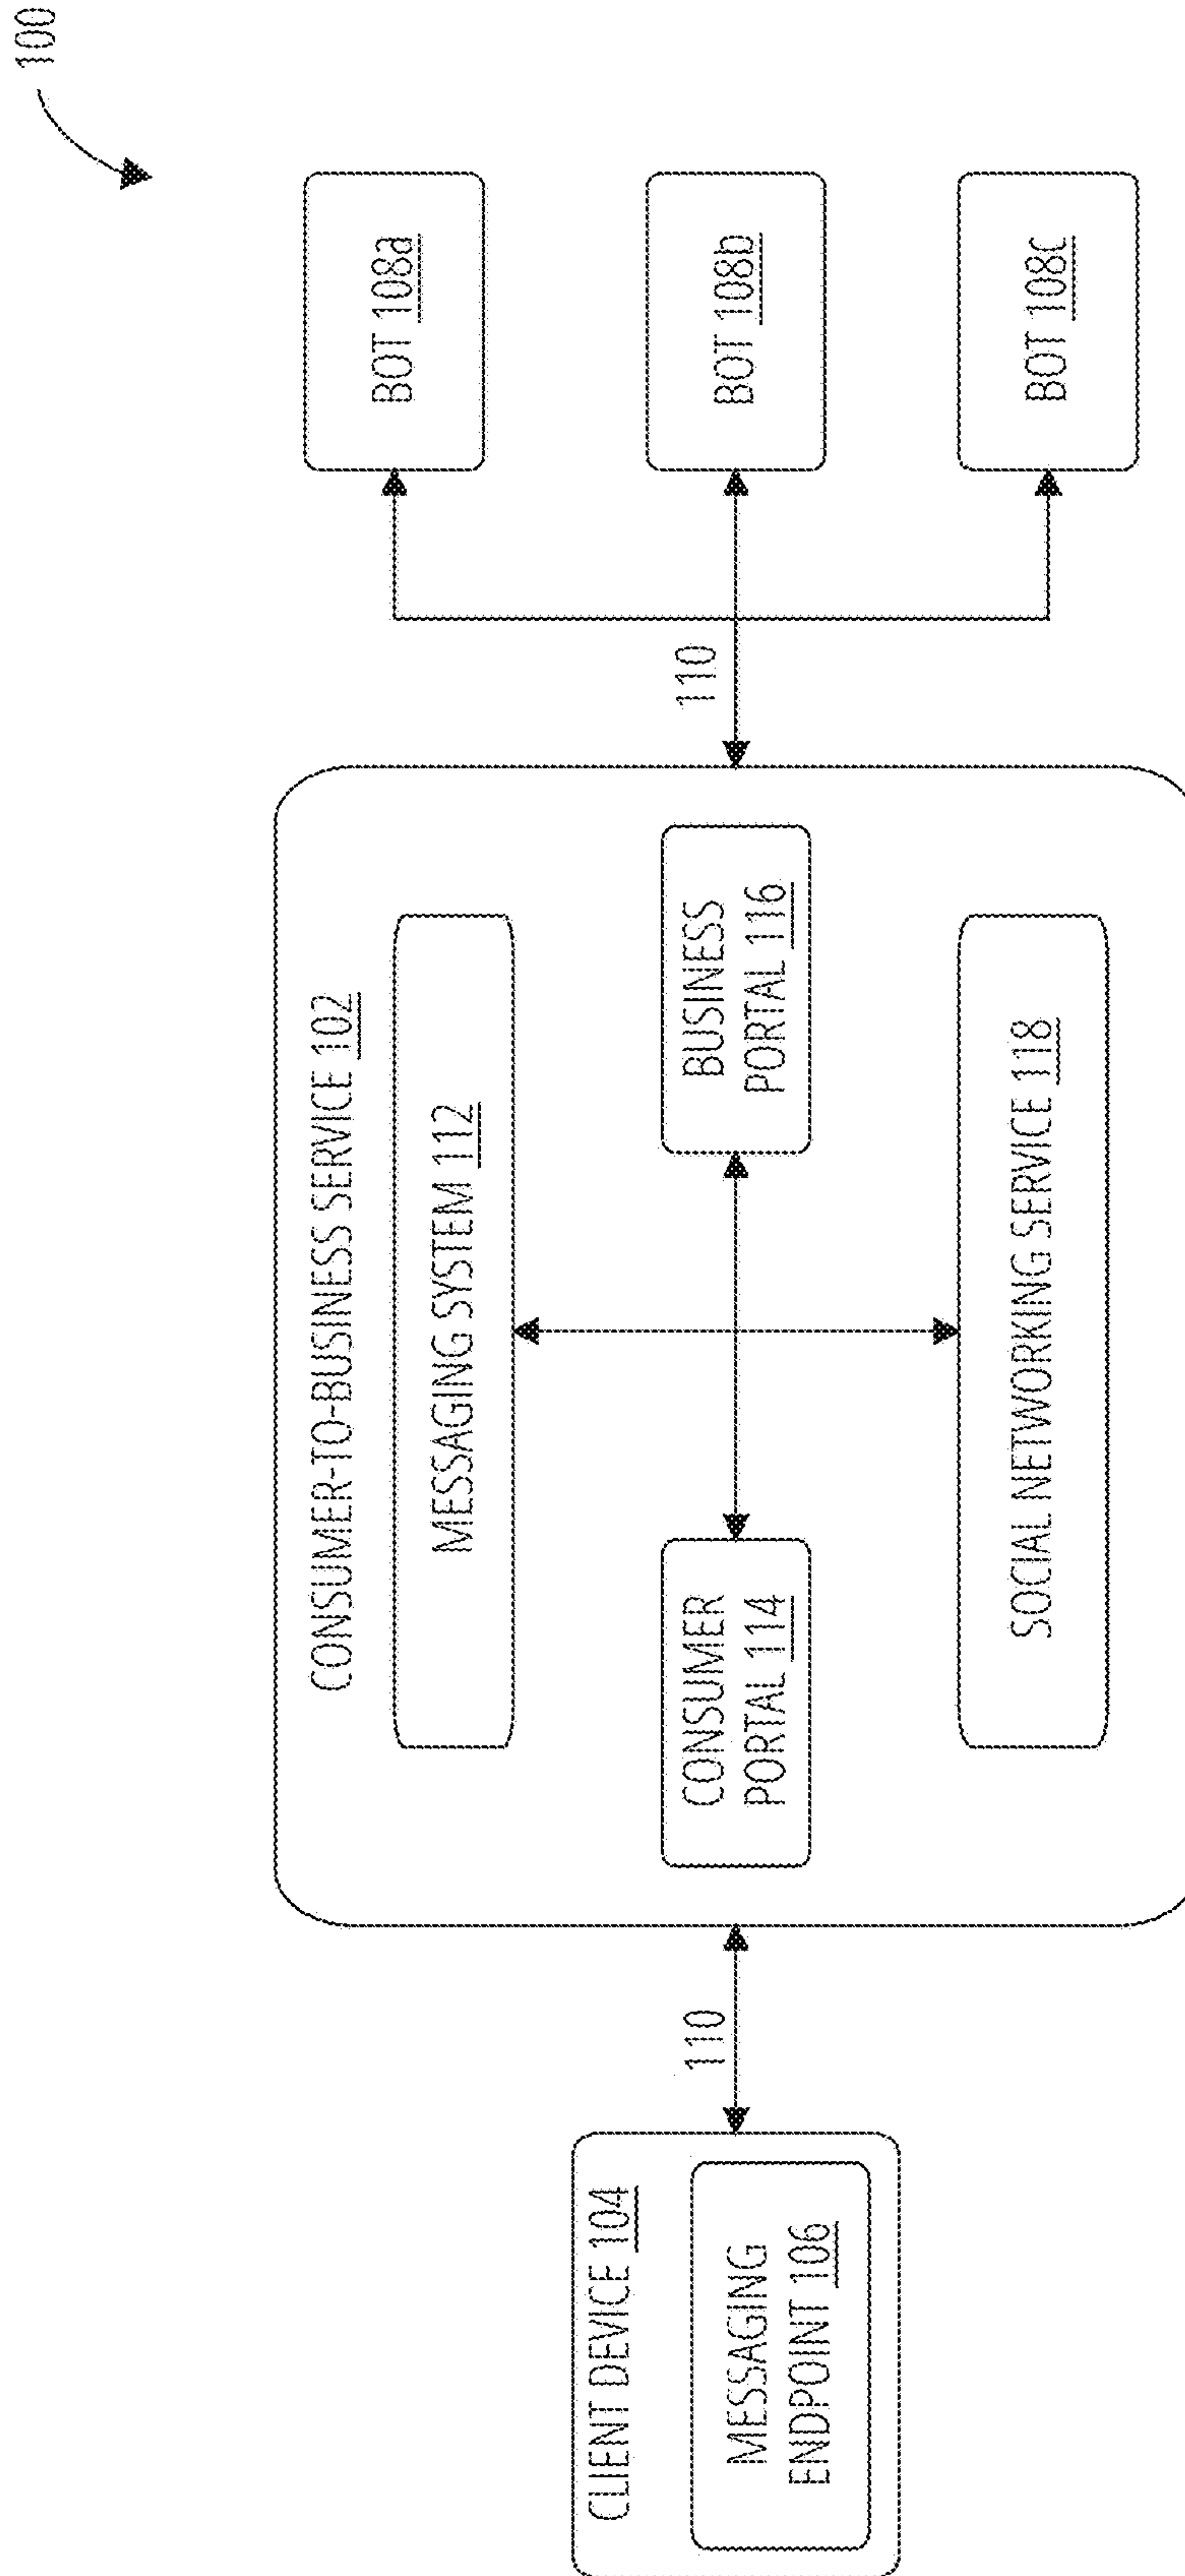 100
CLIENT DEVICE 104
MESSAGING
ENDPOINT 106
110
CONSUMER-TO-BUSINESS SERVICE 102
MESSAGING SYSTEM 112
CONSUMER
PORTAL 114
BUSINESS
PORTAL 116
SOCIAL NETWORKING SERVICE 118
110
BOT 108a
BOT 108b
BOT 108c